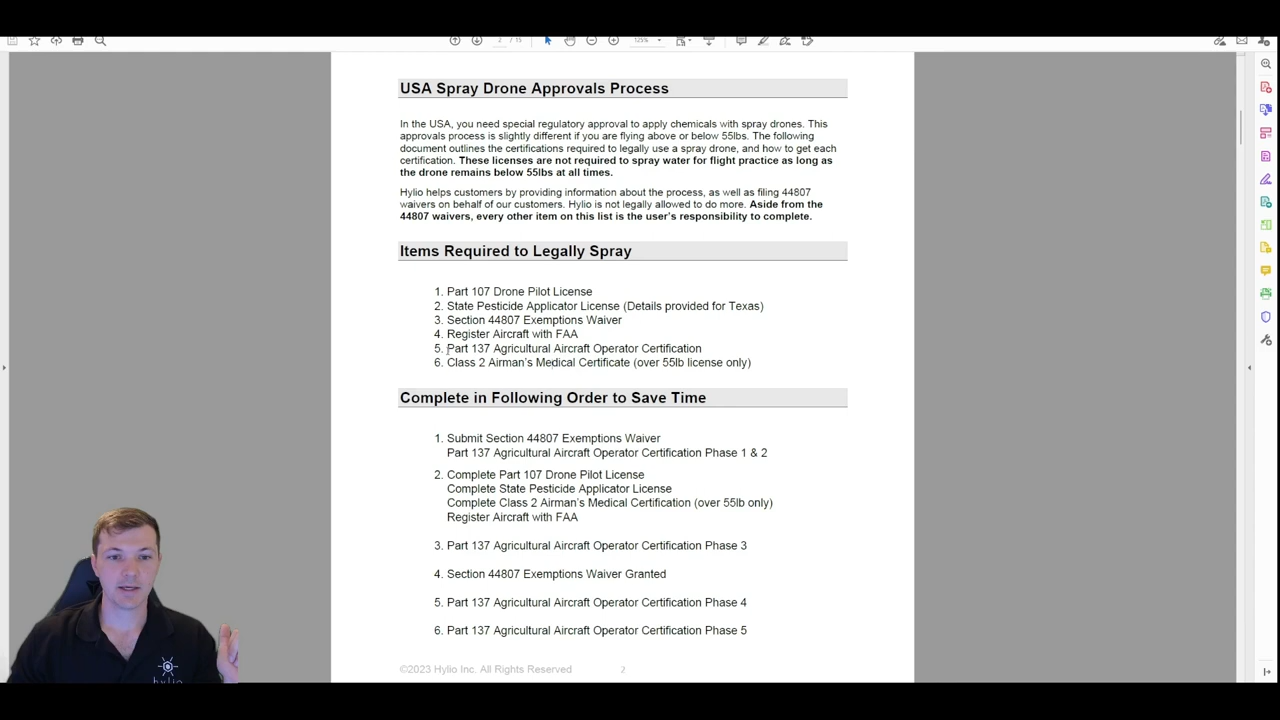 2 / 15
125%
USA Spray Drone Approvals Process
In the USA, you need special regulatory approval to apply chemicals with spray drones. This
approvals process is slightly different if you are flying above or below 55lbs. The following
document outlines the certifications required to legally use a spray drone, and how to get each
certification. These licenses are not required to spray water for flight practice as long as
the drone remains below 55lbs at all times.
Hylio helps customers by providing information about the process, as well as filing 44807
waivers on behalf of our customers. Hylio is not legally allowed to do more. Aside from the
44807 waivers, every other item on this list is the user's responsibility to complete.
Items Required to Legally Spray
1. Part 107 Drone Pilot License
2. State Pesticide Applicator License (Details provided for Texas)
3. Section 44807 Exemptions Waiver
4. Register Aircraft with FAA
5. Part 137 Agricultural Aircraft Operator Certification
6. Class 2 Airman's Medical Certificate (over 55lb license only)
Complete in Following Order to Save Time
1. Submit Section 44807 Exemptions Waiver
Part 137 Agricultural Aircraft Operator Certification Phase 1 & 2
2. Complete Part 107 Drone Pilot License
Complete State Pesticide Applicator License
Complete Class 2 Airman's Medical Certification (over 55lb only)
Register Aircraft with FAA
3. Part 137 Agricultural Aircraft Operator Certification Phase 3
4. Section 44807 Exemptions Waiver Granted
5. Part 137 Agricultural Aircraft Operator Certification Phase 4
6. Part 137 Agricultural Aircraft Operator Certification Phase 5
©2023 Hylio Inc. All Rights Reserved 2
hylio